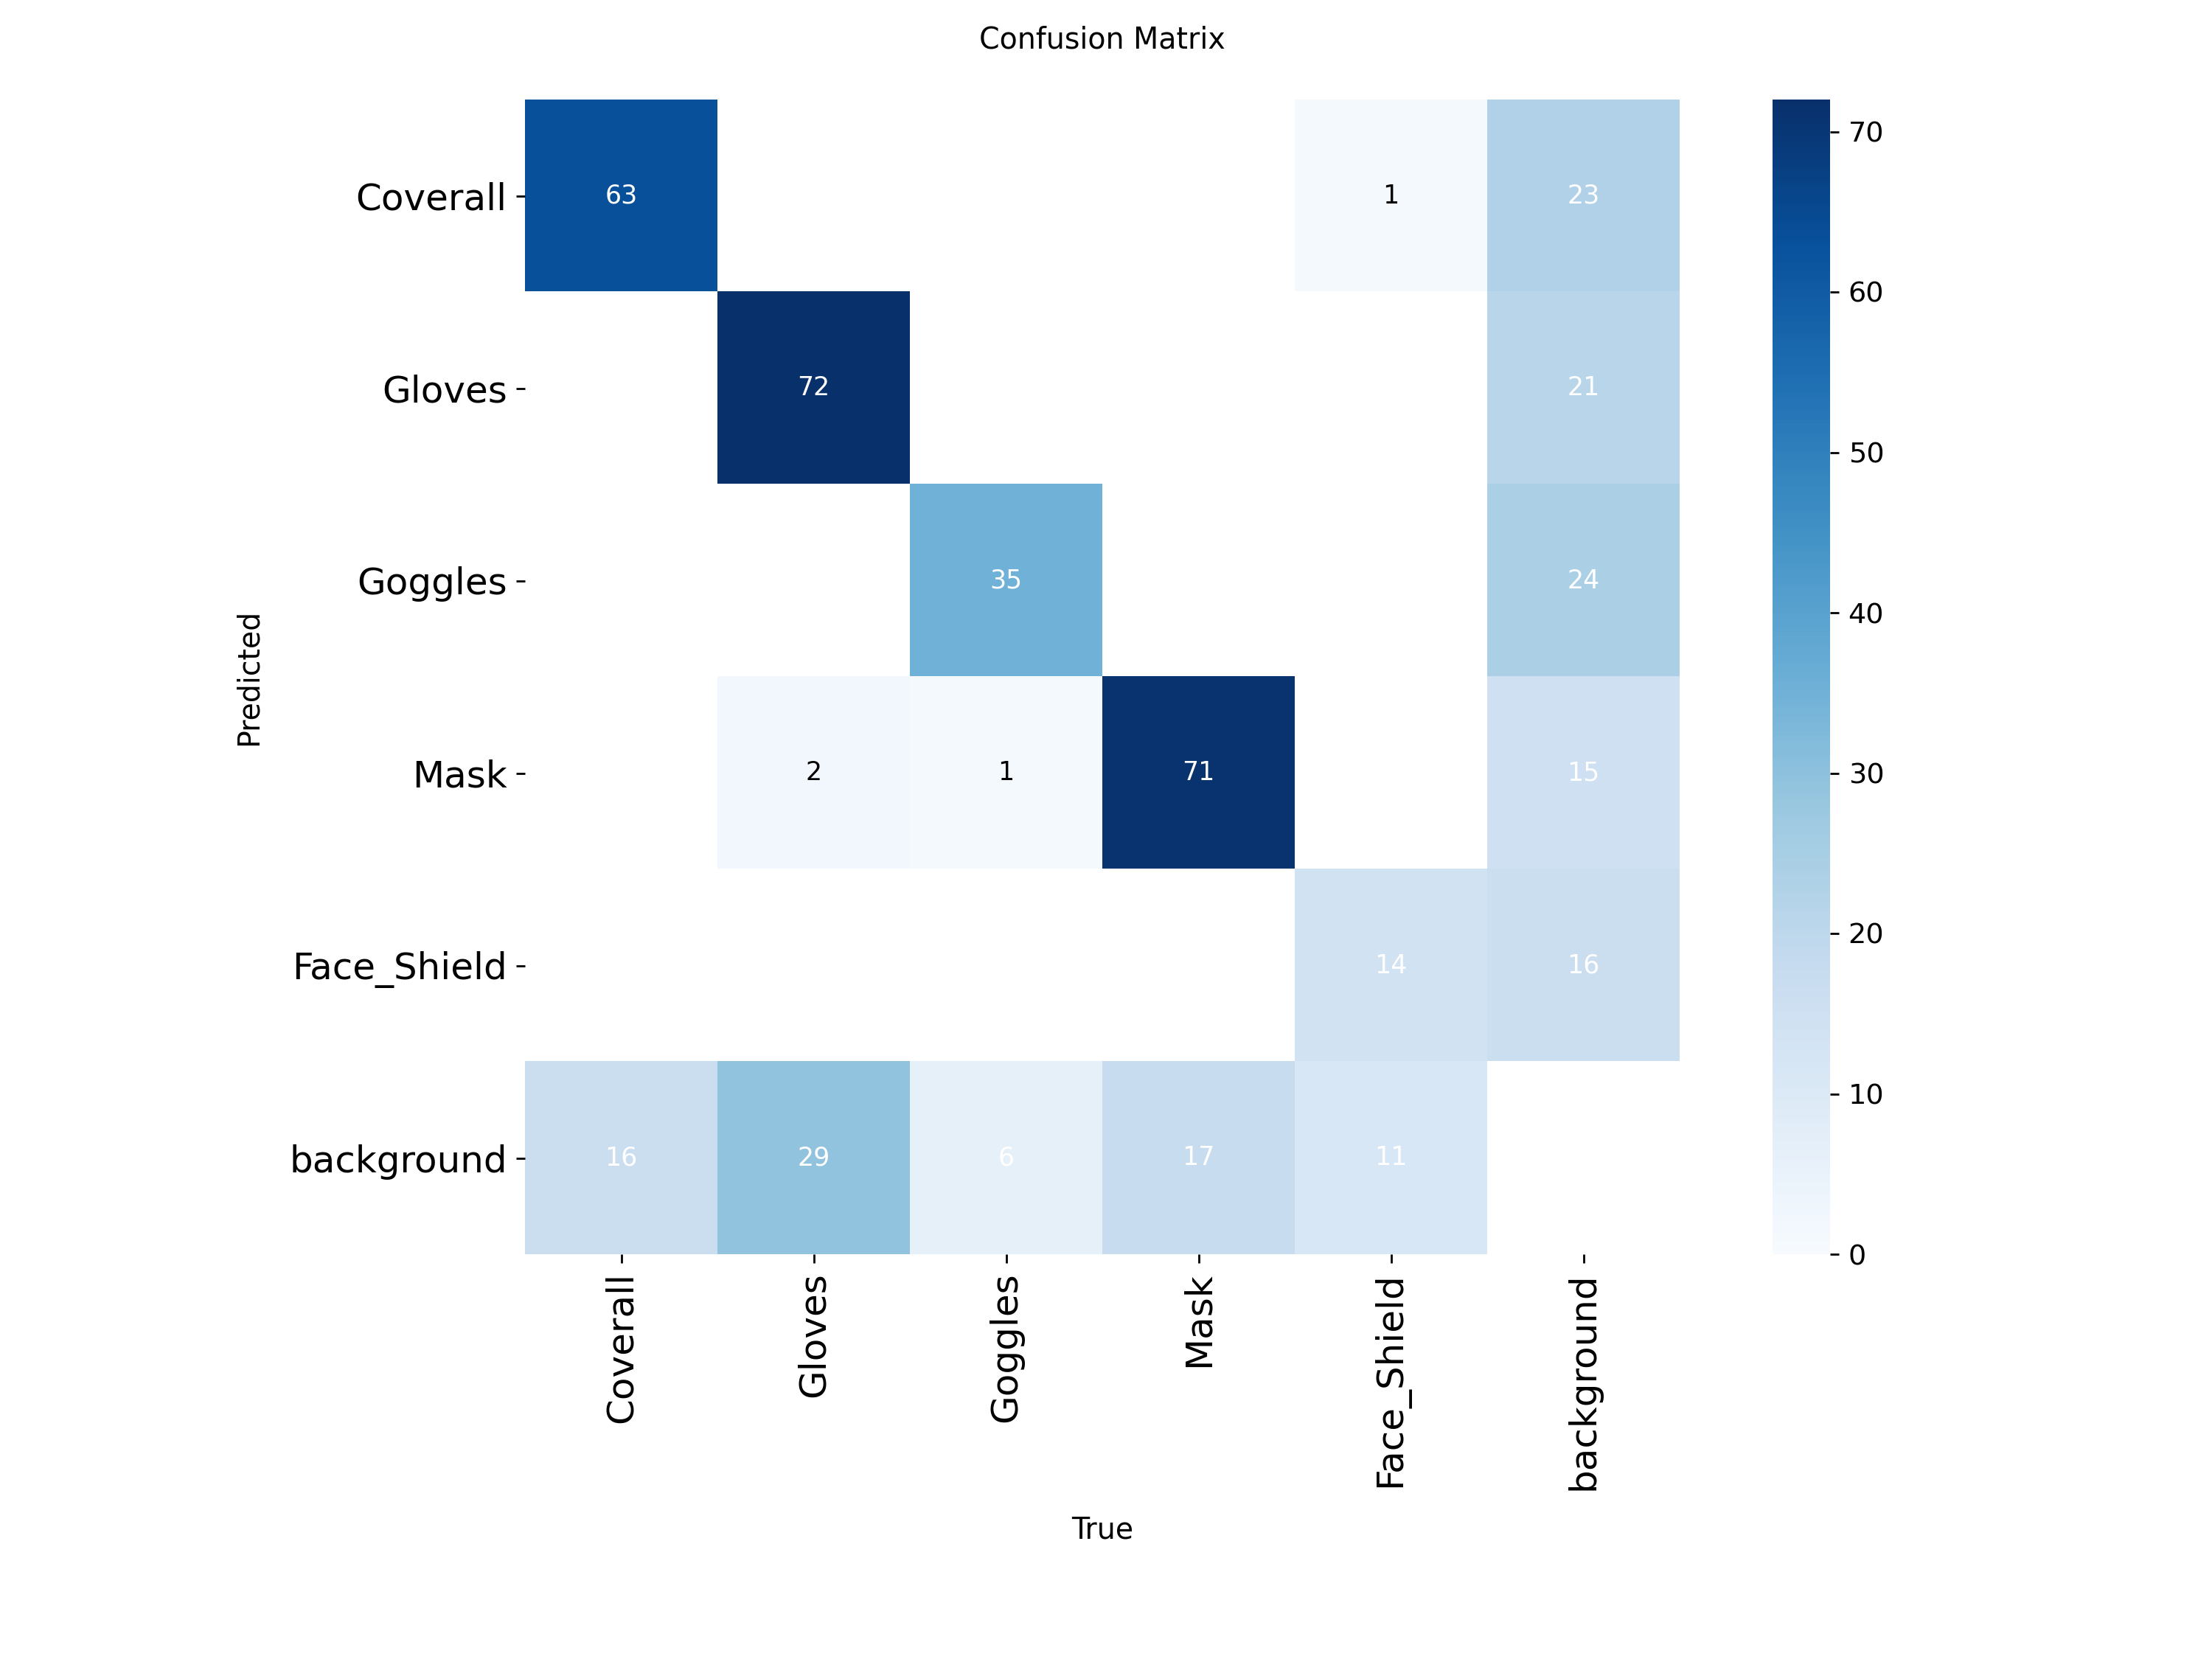 Confusion Matrix
Coverall 63 1 23
Gloves 72 21
Goggles 35 24
Mask 2 1 71 15
Face_Shield 14 16
background 16 29 6 17 11
Predicted
Coverall Gloves Goggles Mask Face_Shield background
True
70
60
50
40
30
20
10
0